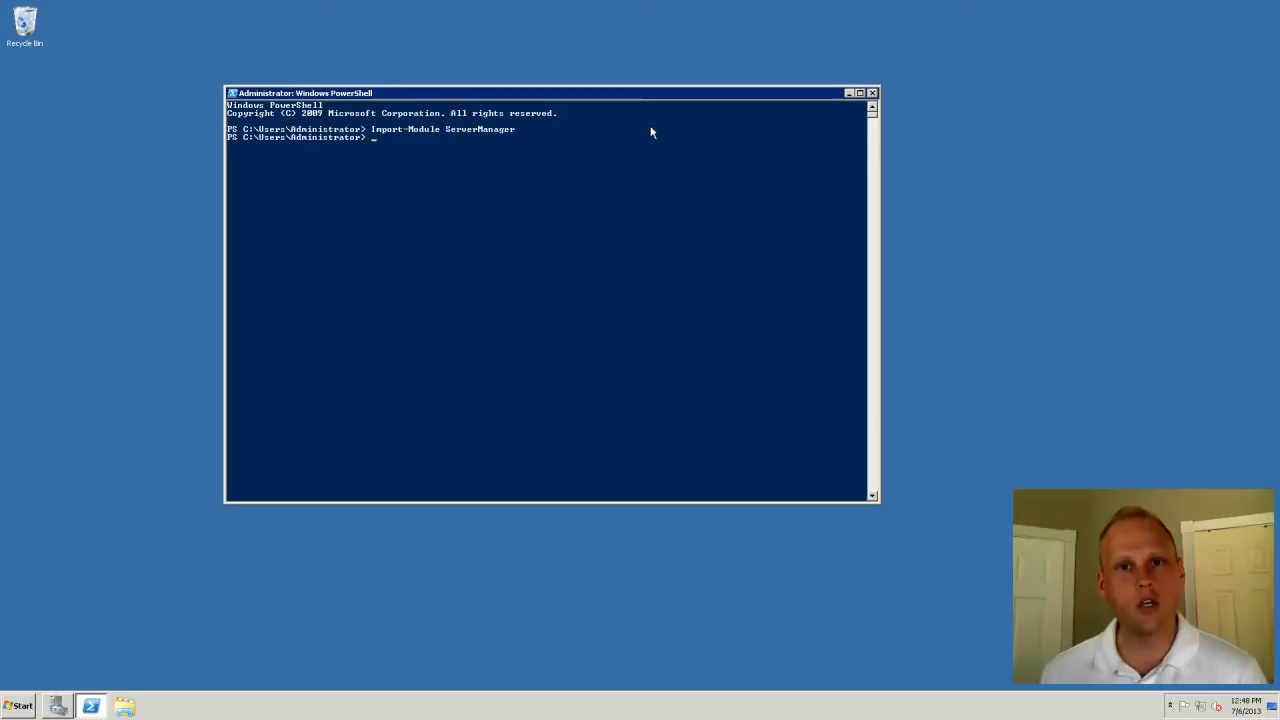 Recycle Bin
Administrator: Windows PowerShell
Windows PowerShell
Copyright (C) 2009 Microsoft Corporation. All rights reserved.
PS C:\Users\Administrator> Import-Module ServerManager
PS C:\Users\Administrator> _
Start
12:48 PM
7/6/2013